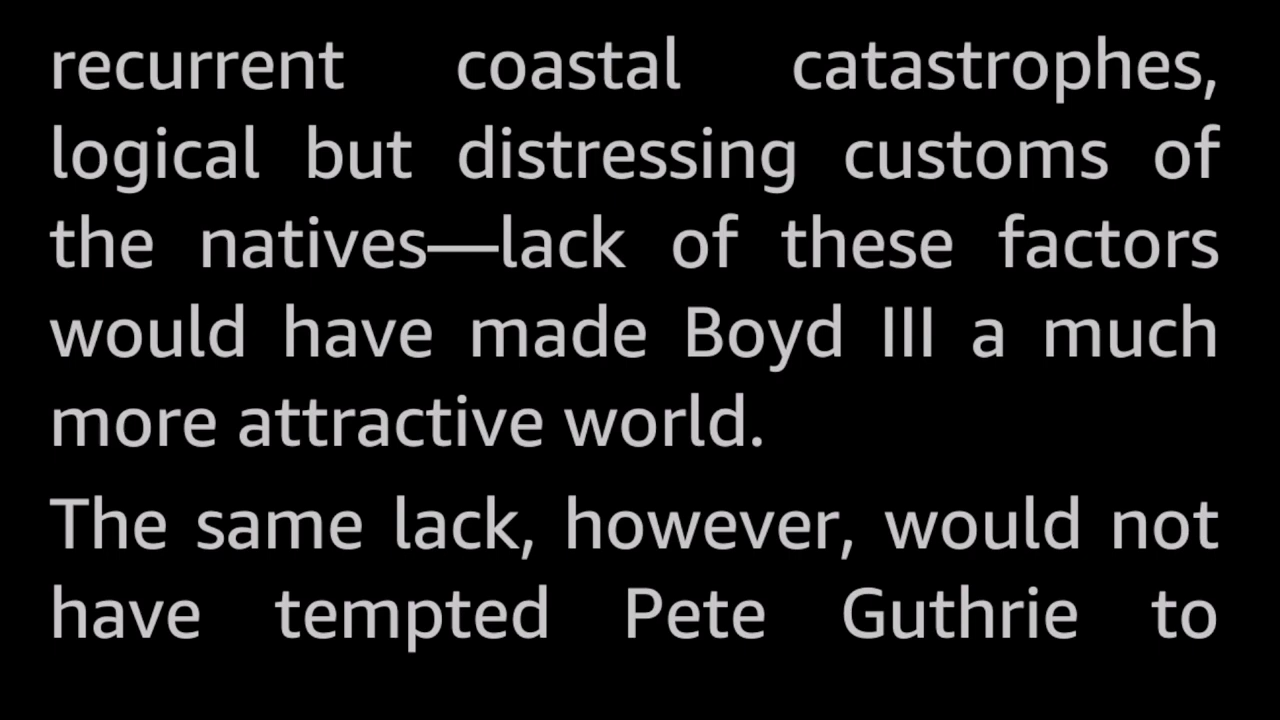 recurrent coastal catastrophes,
logical but distressing customs of
the natives—lack of these factors
would have made Boyd III a much
more attractive world.
The same lack, however, would not
have tempted Pete Guthrie to